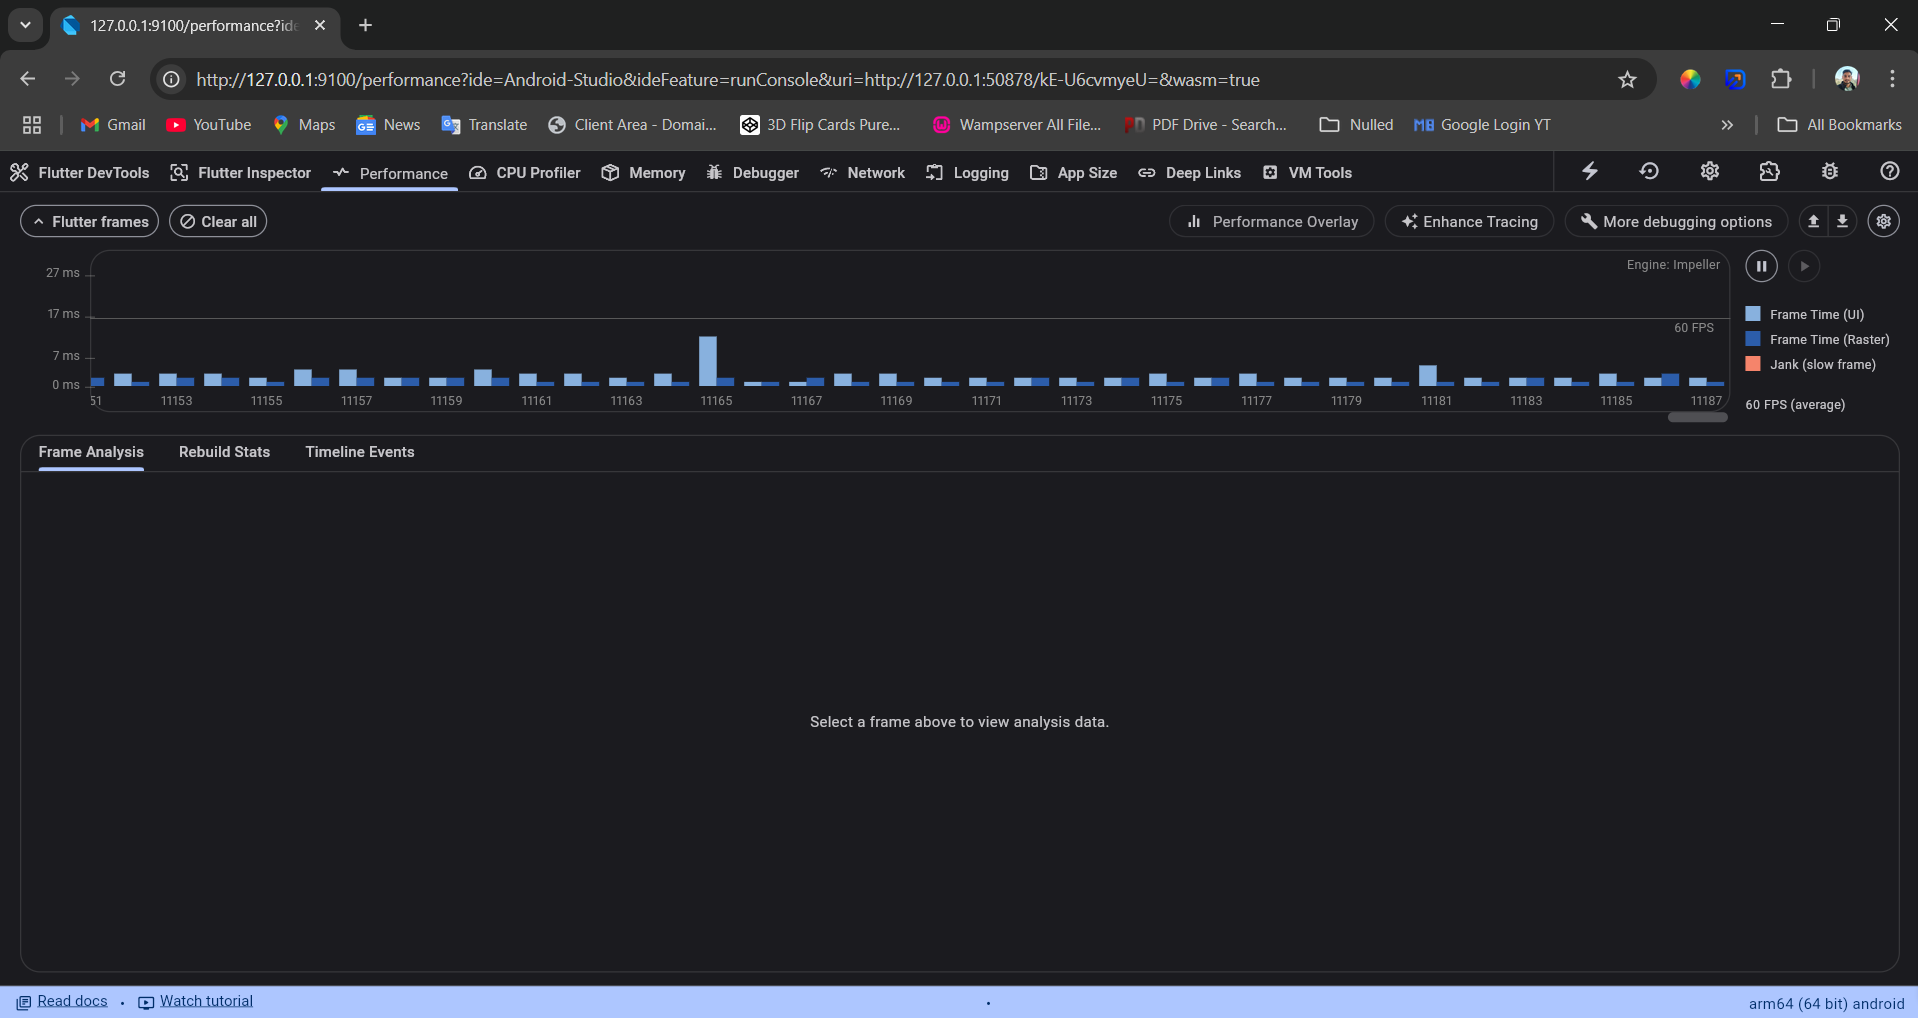 127.0.0.1:9100/performance?ide
http://127.0.0.1:9100/performance?ide=Android-Studio&ideFeature=runConsole&uri=http://127.0.0.1:50878/kE-U6cvmyeU=&wasm=true
Gmail YouTube Maps News Translate Client Area - Domai... 3D Flip Cards Pure... Wampserver All File... PDF Drive - Search... Nulled Google Login YT » All Bookmarks
Flutter DevTools Flutter Inspector Performance CPU Profiler Memory Debugger Network Logging App Size Deep Links VM Tools
Flutter frames Clear all Performance Overlay Enhance Tracing More debugging options
Engine: Impeller
27 ms
17 ms
60 FPS
7 ms
0 ms
51 11153 11155 11157 11159 11161 11163 11165 11167 11169 11171 11173 11175 11177 11179 11181 11183 11185 11187
Frame Time (UI)
Frame Time (Raster)
Jank (slow frame)
60 FPS (average)
Frame Analysis Rebuild Stats Timeline Events
Select a frame above to view analysis data.
Read docs • Watch tutorial • arm64 (64 bit) android